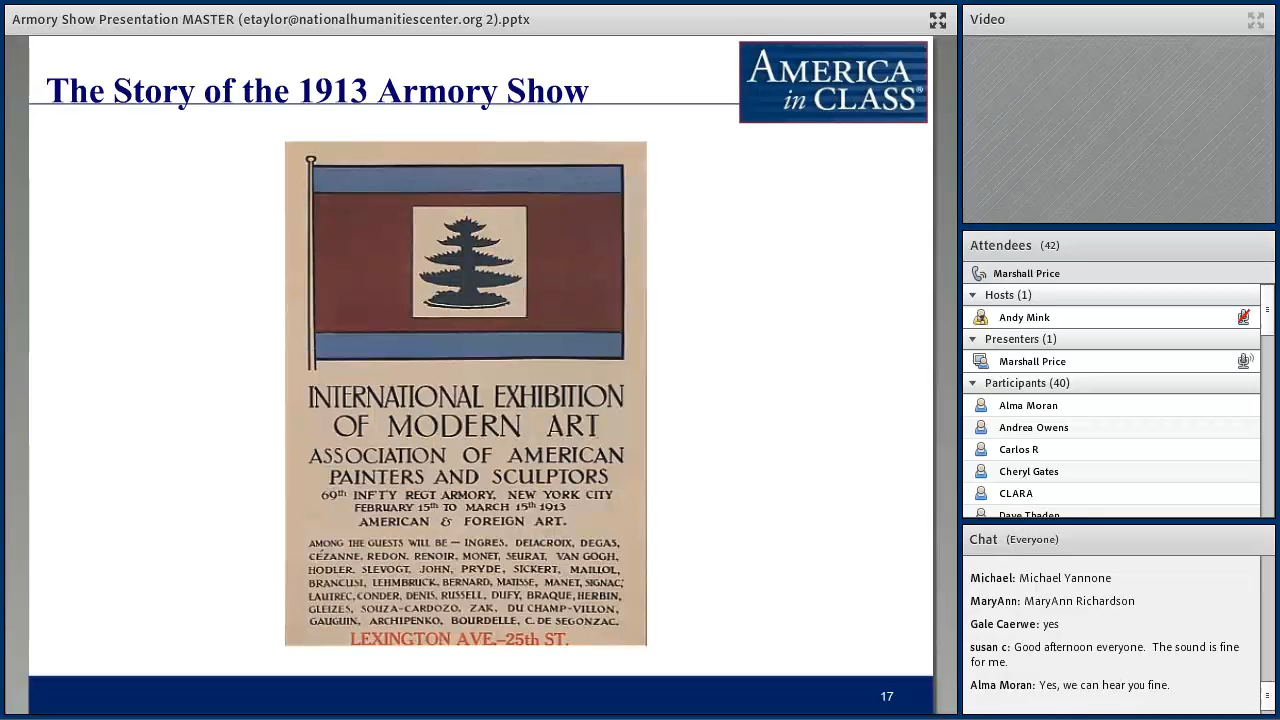 Armory Show Presentation MASTER (etaylor@nationalhumanitiescenter.org 2).pptx
The Story of the 1913 Armory Show
AMERICA
in CLASS®
INTERNATIONAL EXHIBITION
OF MODERN ART
ASSOCIATION OF AMERICAN
PAINTERS AND SCULPTORS
69th INFTY REGT ARMORY, NEW YORK CITY
FEBRUARY 15th TO MARCH 15th 1913
AMERICAN & FOREIGN ART.
AMONG THE GUESTS WILL BE — INGRES, DELACROIX, DEGAS,
CÉZANNE, REDON, RENOIR, MONET, SEURAT, VAN GOGH,
HODLER, SLEVOGT, JOHN, PRYDE, SICKERT, MAILLOL,
BRANCUSI, LEHMBRUCK, BERNARD, MATISSE, MANET, SIGNAC,
LAUTREC, CONDER, DENIS, RUSSELL, DUFY, BRAQUE, HERBIN,
GLEIZES, SOUZA-CARDOZO, ZAK, DU CHAMP-VILLON,
GAUGUIN, ARCHIPENKO, BOURDELLE, C. DE SEGONZAC.
LEXINGTON AVE.–25th ST.
17
Video
Attendees (42)
Marshall Price
Hosts (1)
Andy Mink
Presenters (1)
Marshall Price
Participants (40)
Alma Moran
Andrea Owens
Carlos R
Cheryl Gates
CLARA
Dave Thaden
Chat (Everyone)
Michael: Michael Yannone
MaryAnn: MaryAnn Richardson
Gale Caerwe: yes
susan c: Good afternoon everyone. The sound is fine
for me.
Alma Moran: Yes, we can hear you fine.